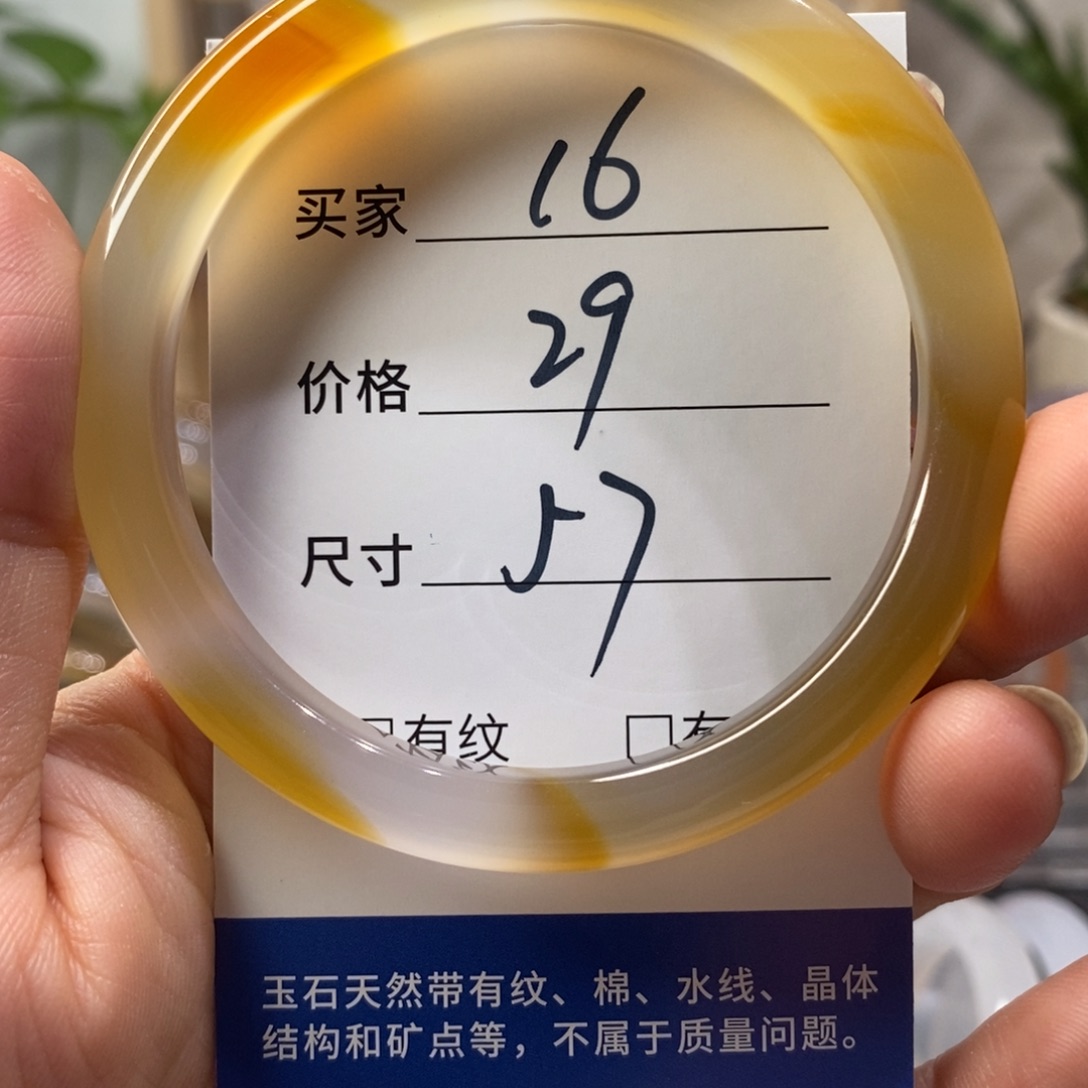 买家 16
价格 29
尺寸 57
有纹 □有
玉石天然带有纹、棉、水线、晶体
结构和矿点等，不属于质量问题。